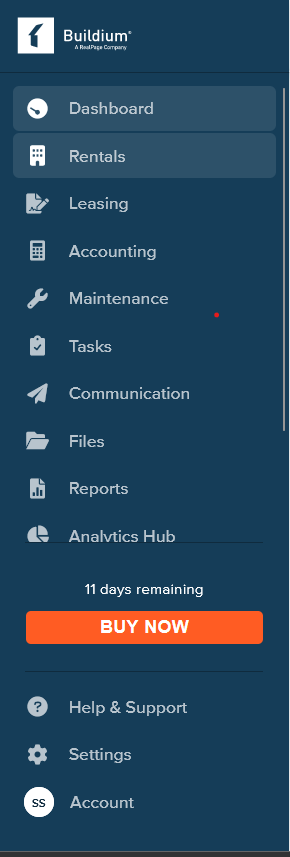 Buildium®
A RealPage Company
Dashboard
Rentals
Leasing
Accounting
Maintenance
Tasks
Communication
Files
Reports
Analytics Hub
11 days remaining
BUY NOW
? Help & Support
Settings
SS Account